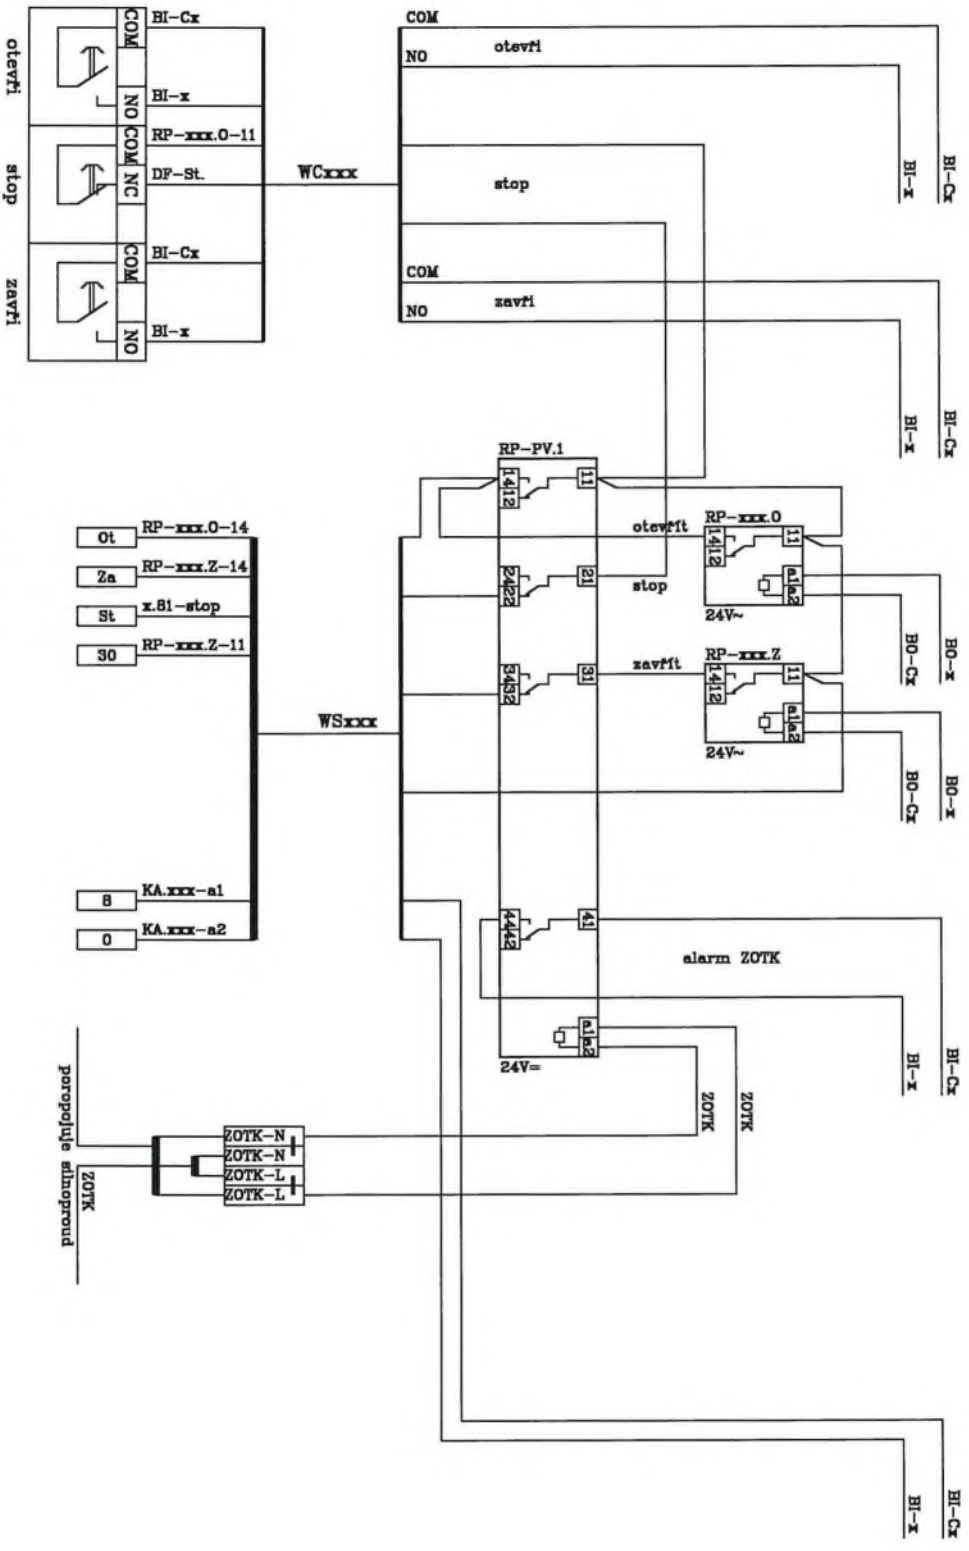 otevři
COM
NO
BI-Cx
BI-x
stop
COM
NC
RP-xxx.O-11
DF-St.
zavři
COM
NO
BI-Cx
BI-x
WCxxx
COM
otevři
NO
stop
COM
zavři
NO
BI-x
BI-Cx
BI-x
BI-Cx
RP-PV.1
14
12
11
otevřít
24
22
21
stop
34
32
31
zavřít
44
42
41
alarm ZOTK
a1
a2
24V=
RP-xxx.O
14
12
11
a1
a2
24V~
BO-Cx
BO-x
RP-xxx.Z
14
12
11
a1
a2
24V~
BO-Cx
BO-x
Ot
RP-xxx.O-14
Za
RP-xxx.Z-14
St
x.81-stop
30
RP-xxx.Z-11
WSxxx
8
KA.xxx-a1
0
KA.xxx-a2
BI-x
BI-Cx
ZOTK
ZOTK
ZOTK-N
ZOTK-N
ZOTK-L
ZOTK-L
poropojuje silnoproud
ZOTK
BI-x
BI-Cx